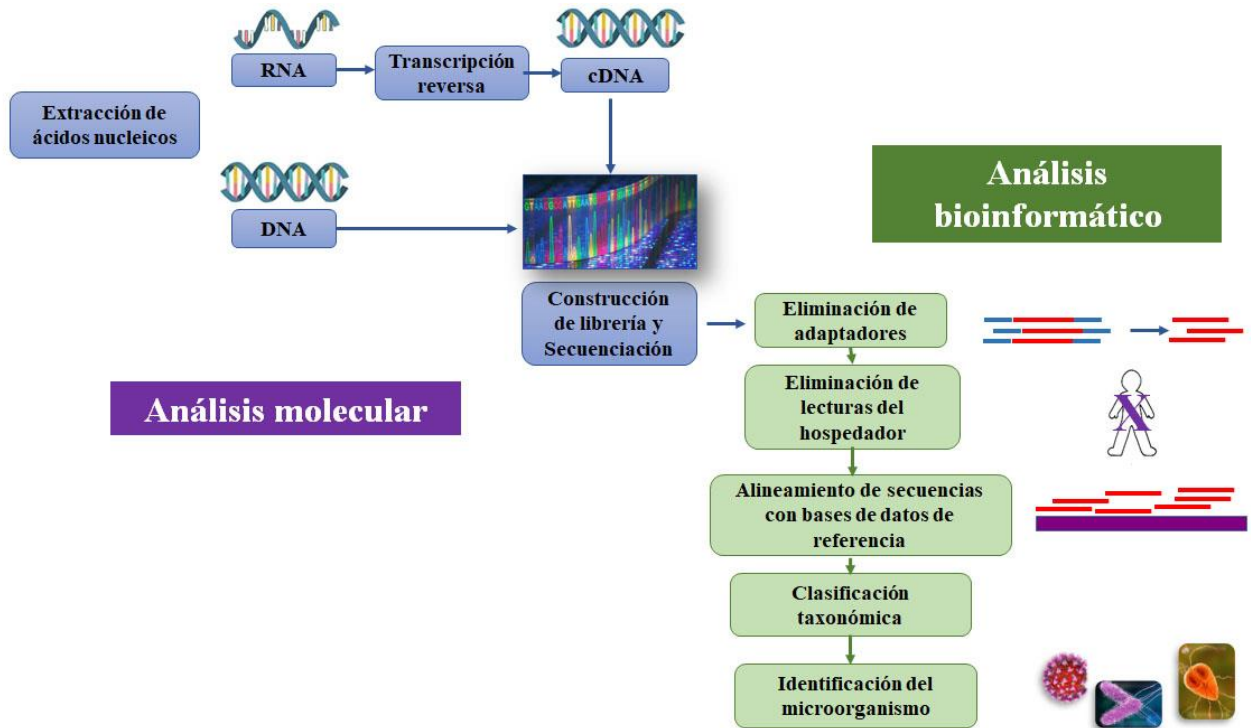 RNA
Transcripción
reversa
cDNA
Extracción de
ácidos nucleicos
DNA
Análisis
bioinformático
Construcción
de librería y
Secuenciación
Eliminación de
adaptadores
Análisis molecular
Eliminación de
lecturas del
hospedador
X
Alineamiento de secuencias
con bases de datos de
referencia
Clasificación
taxonómica
Identificación del
microorganismo